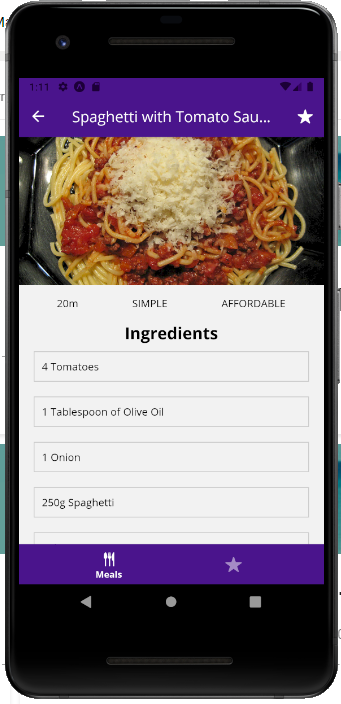 1:11
Spaghetti with Tomato Sau...
20m SIMPLE AFFORDABLE
Ingredients
4 Tomatoes
1 Tablespoon of Olive Oil
1 Onion
250g Spaghetti
Meals